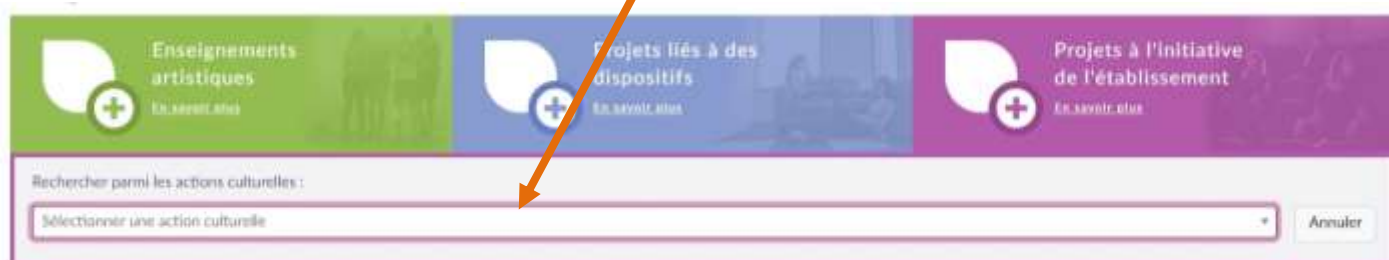 Enseignements
artistiques
En savoir plus
Projets liés à des
dispositifs
En savoir plus
Projets à l'initiative
de l'établissement
En savoir plus
Rechercher parmi les actions culturelles :
Sélectionner une action culturelle
Annuler